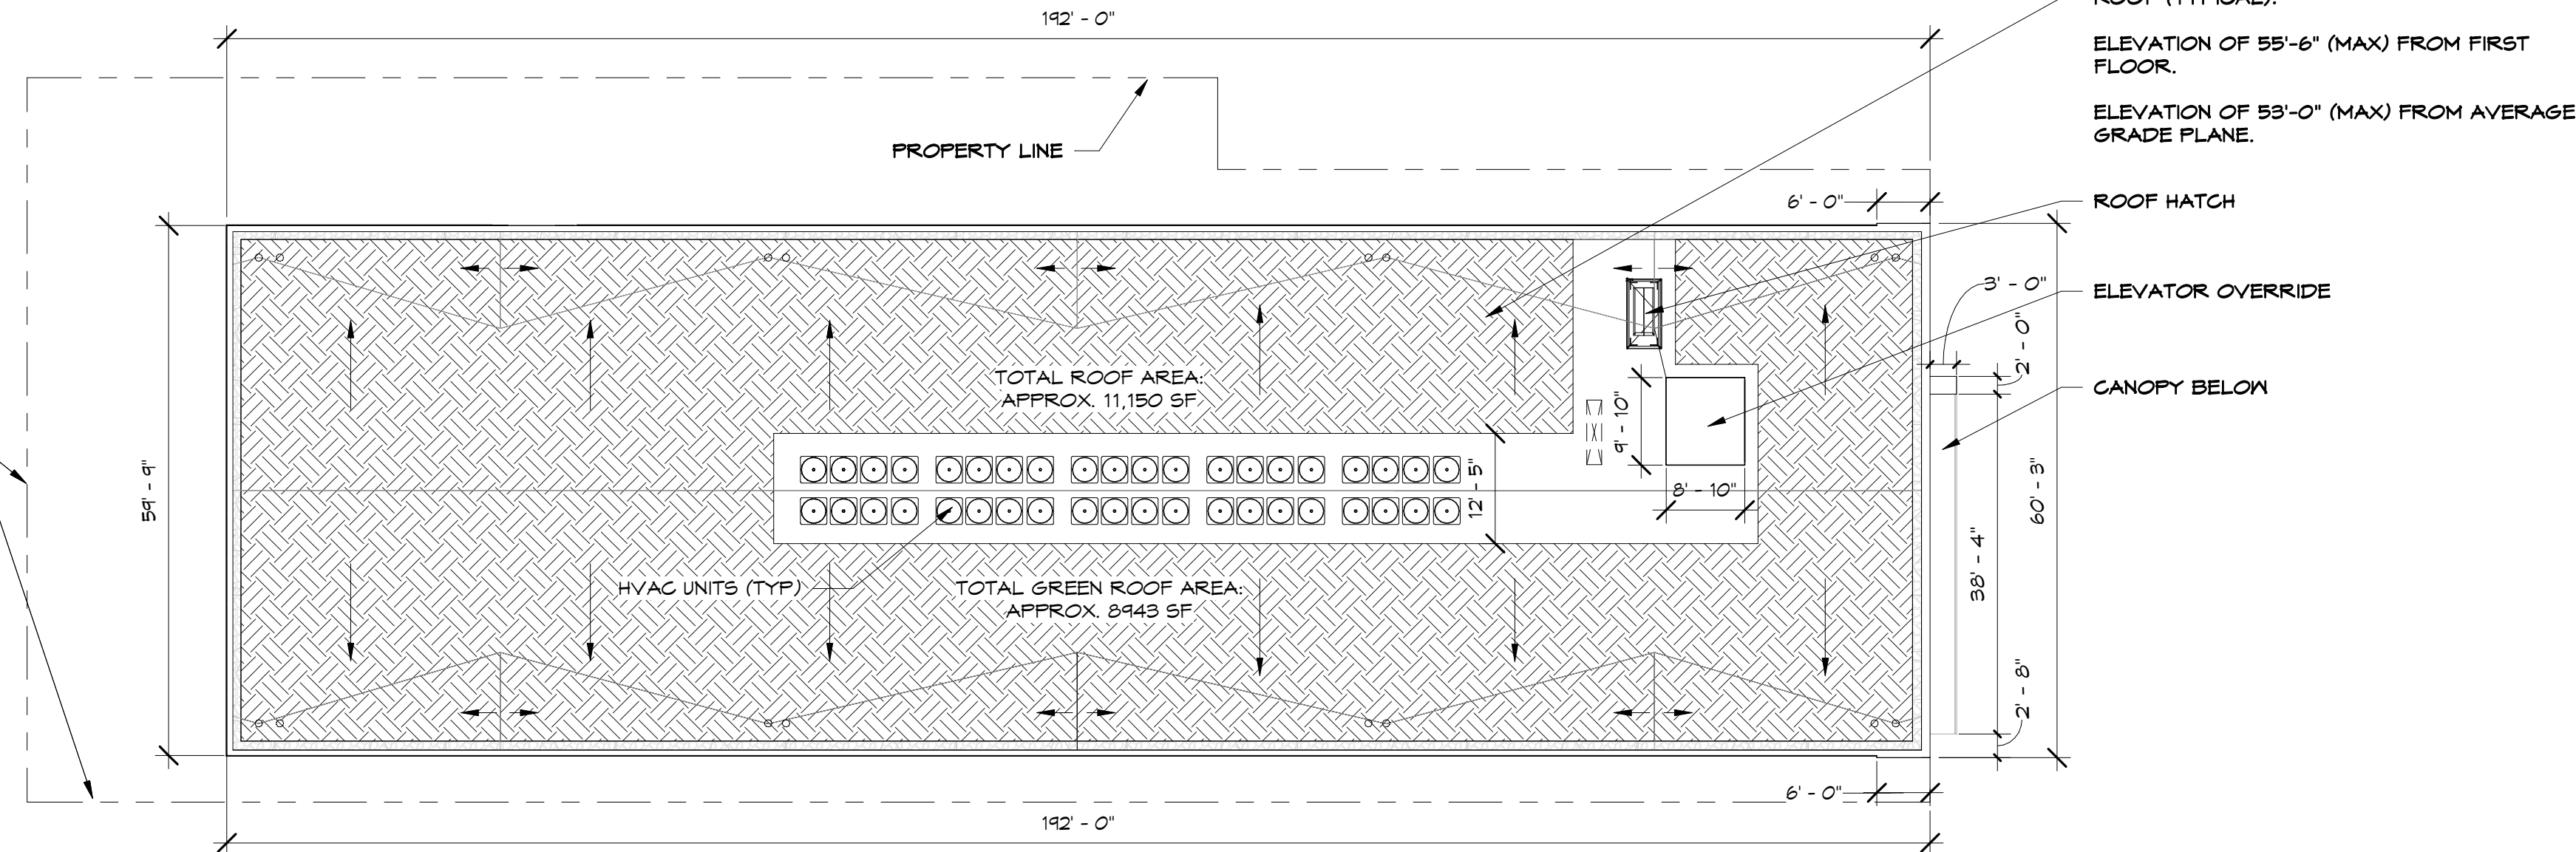 192' - 0"
ROOF (TYPICAL).
ELEVATION OF 55'-6" (MAX) FROM FIRST
FLOOR.
ELEVATION OF 53'-0" (MAX) FROM AVERAGE
GRADE PLANE.
PROPERTY LINE
6' - 0"
ROOF HATCH
3' - 0"
ELEVATOR OVERRIDE
2' - 0"
CANOPY BELOW
TOTAL ROOF AREA:
APPROX. 11,150 SF
9' - 10"
59' - 9"
12' - 5"
8' - 10"
60' - 3"
38' - 4"
HVAC UNITS (TYP)
TOTAL GREEN ROOF AREA:
APPROX. 8943 SF
2' - 8"
6' - 0"
192' - 0"